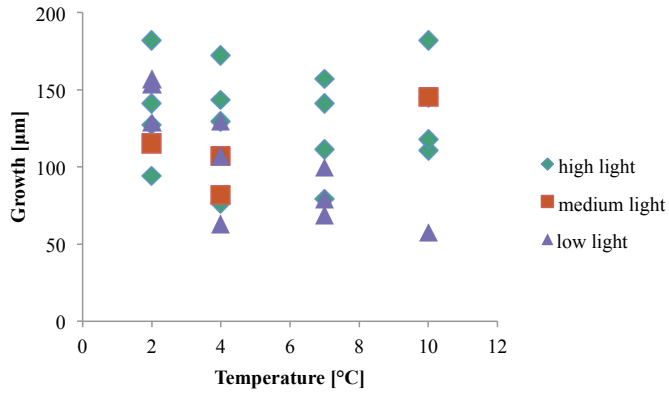 200
150
100
50
0
0 2 4 6 8 10 12
Growth [µm]
Temperature [°C]
high light
medium light
low light